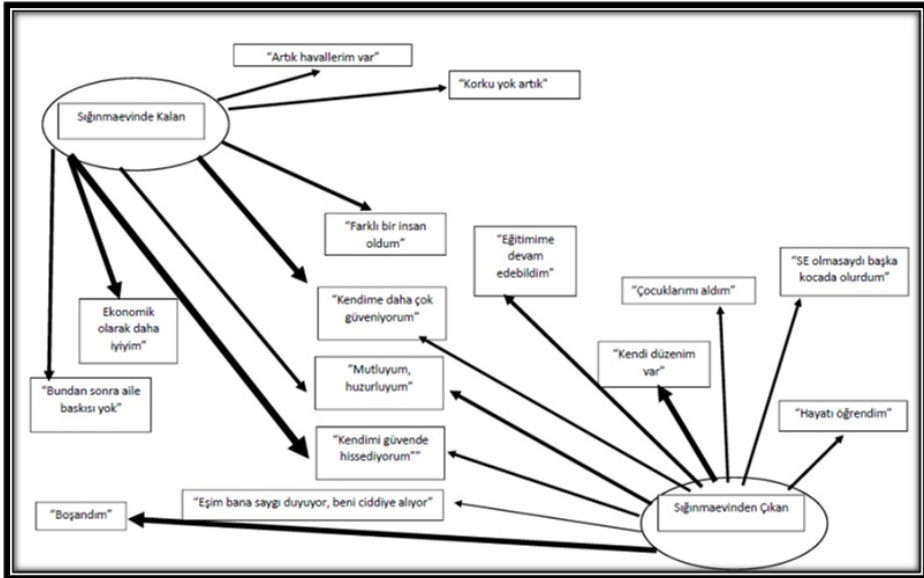 “Artık havallerim var”
“Korku yok artık”
Sığınmaevinde Kalan
“Farklı bir insan
oldum”
“Eğitimime
devam
edebildim”
“SE olmasaydı başka
kocada olurdum”
“Çocuklarımı aldım”
Ekonomik
olarak daha
iyiyim”
“Kendime daha çok
güveniyorum”
“Kendi düzenim
var”
“Mutluyum,
huzurluyum”
“Bundan sonra aile
baskısı yok”
“Hayatı öğrendim”
“Kendimi güvende
hissediyorum””
“Eşim bana saygı duyuyor, beni ciddiye alıyor”
“Boşandım”
Sığınmaevinden Çıkan